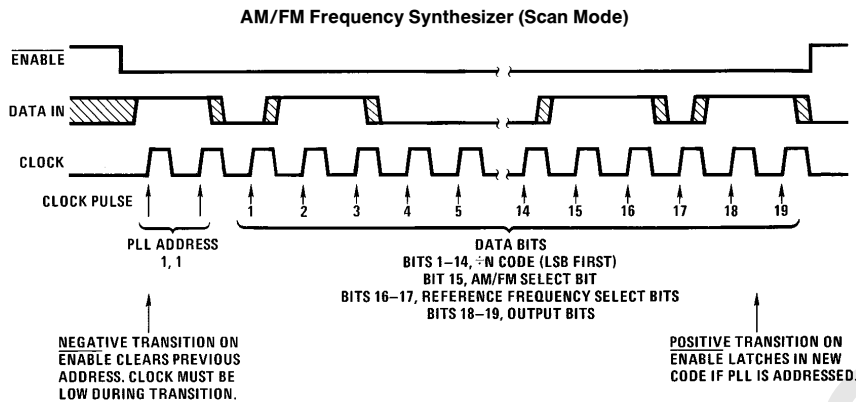 AM/FM Frequency Synthesizer (Scan Mode)
ENABLE
DATA IN
CLOCK
CLOCK PULSE
1 2 3 4 5 14 15 16 17 18 19
PLL ADDRESS
1, 1
DATA BITS
BITS 1–14, ÷N CODE (LSB FIRST)
BIT 15, AM/FM SELECT BIT
BITS 16–17, REFERENCE FREQUENCY SELECT BITS
BITS 18–19, OUTPUT BITS
NEGATIVE TRANSITION ON
ENABLE CLEARS PREVIOUS
ADDRESS. CLOCK MUST BE
LOW DURING TRANSITION.
POSITIVE TRANSITION ON
ENABLE LATCHES IN NEW
CODE IF PLL IS ADDRESSED.